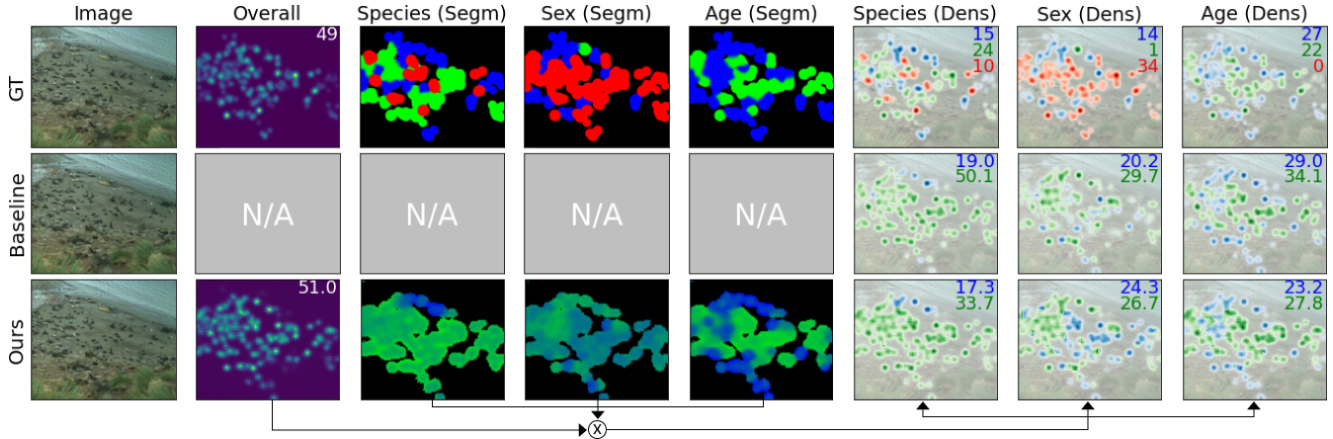 Image Overall Species (Segm) Sex (Segm) Age (Segm) Species (Dens) Sex (Dens) Age (Dens)
GT
49
15 14 27
24 1 22
10 34 0
Baseline
N/A N/A N/A N/A
19.0 20.2 29.0
50.1 29.7 34.1
Ours
51.0
17.3 24.3 23.2
33.7 26.7 27.8
X